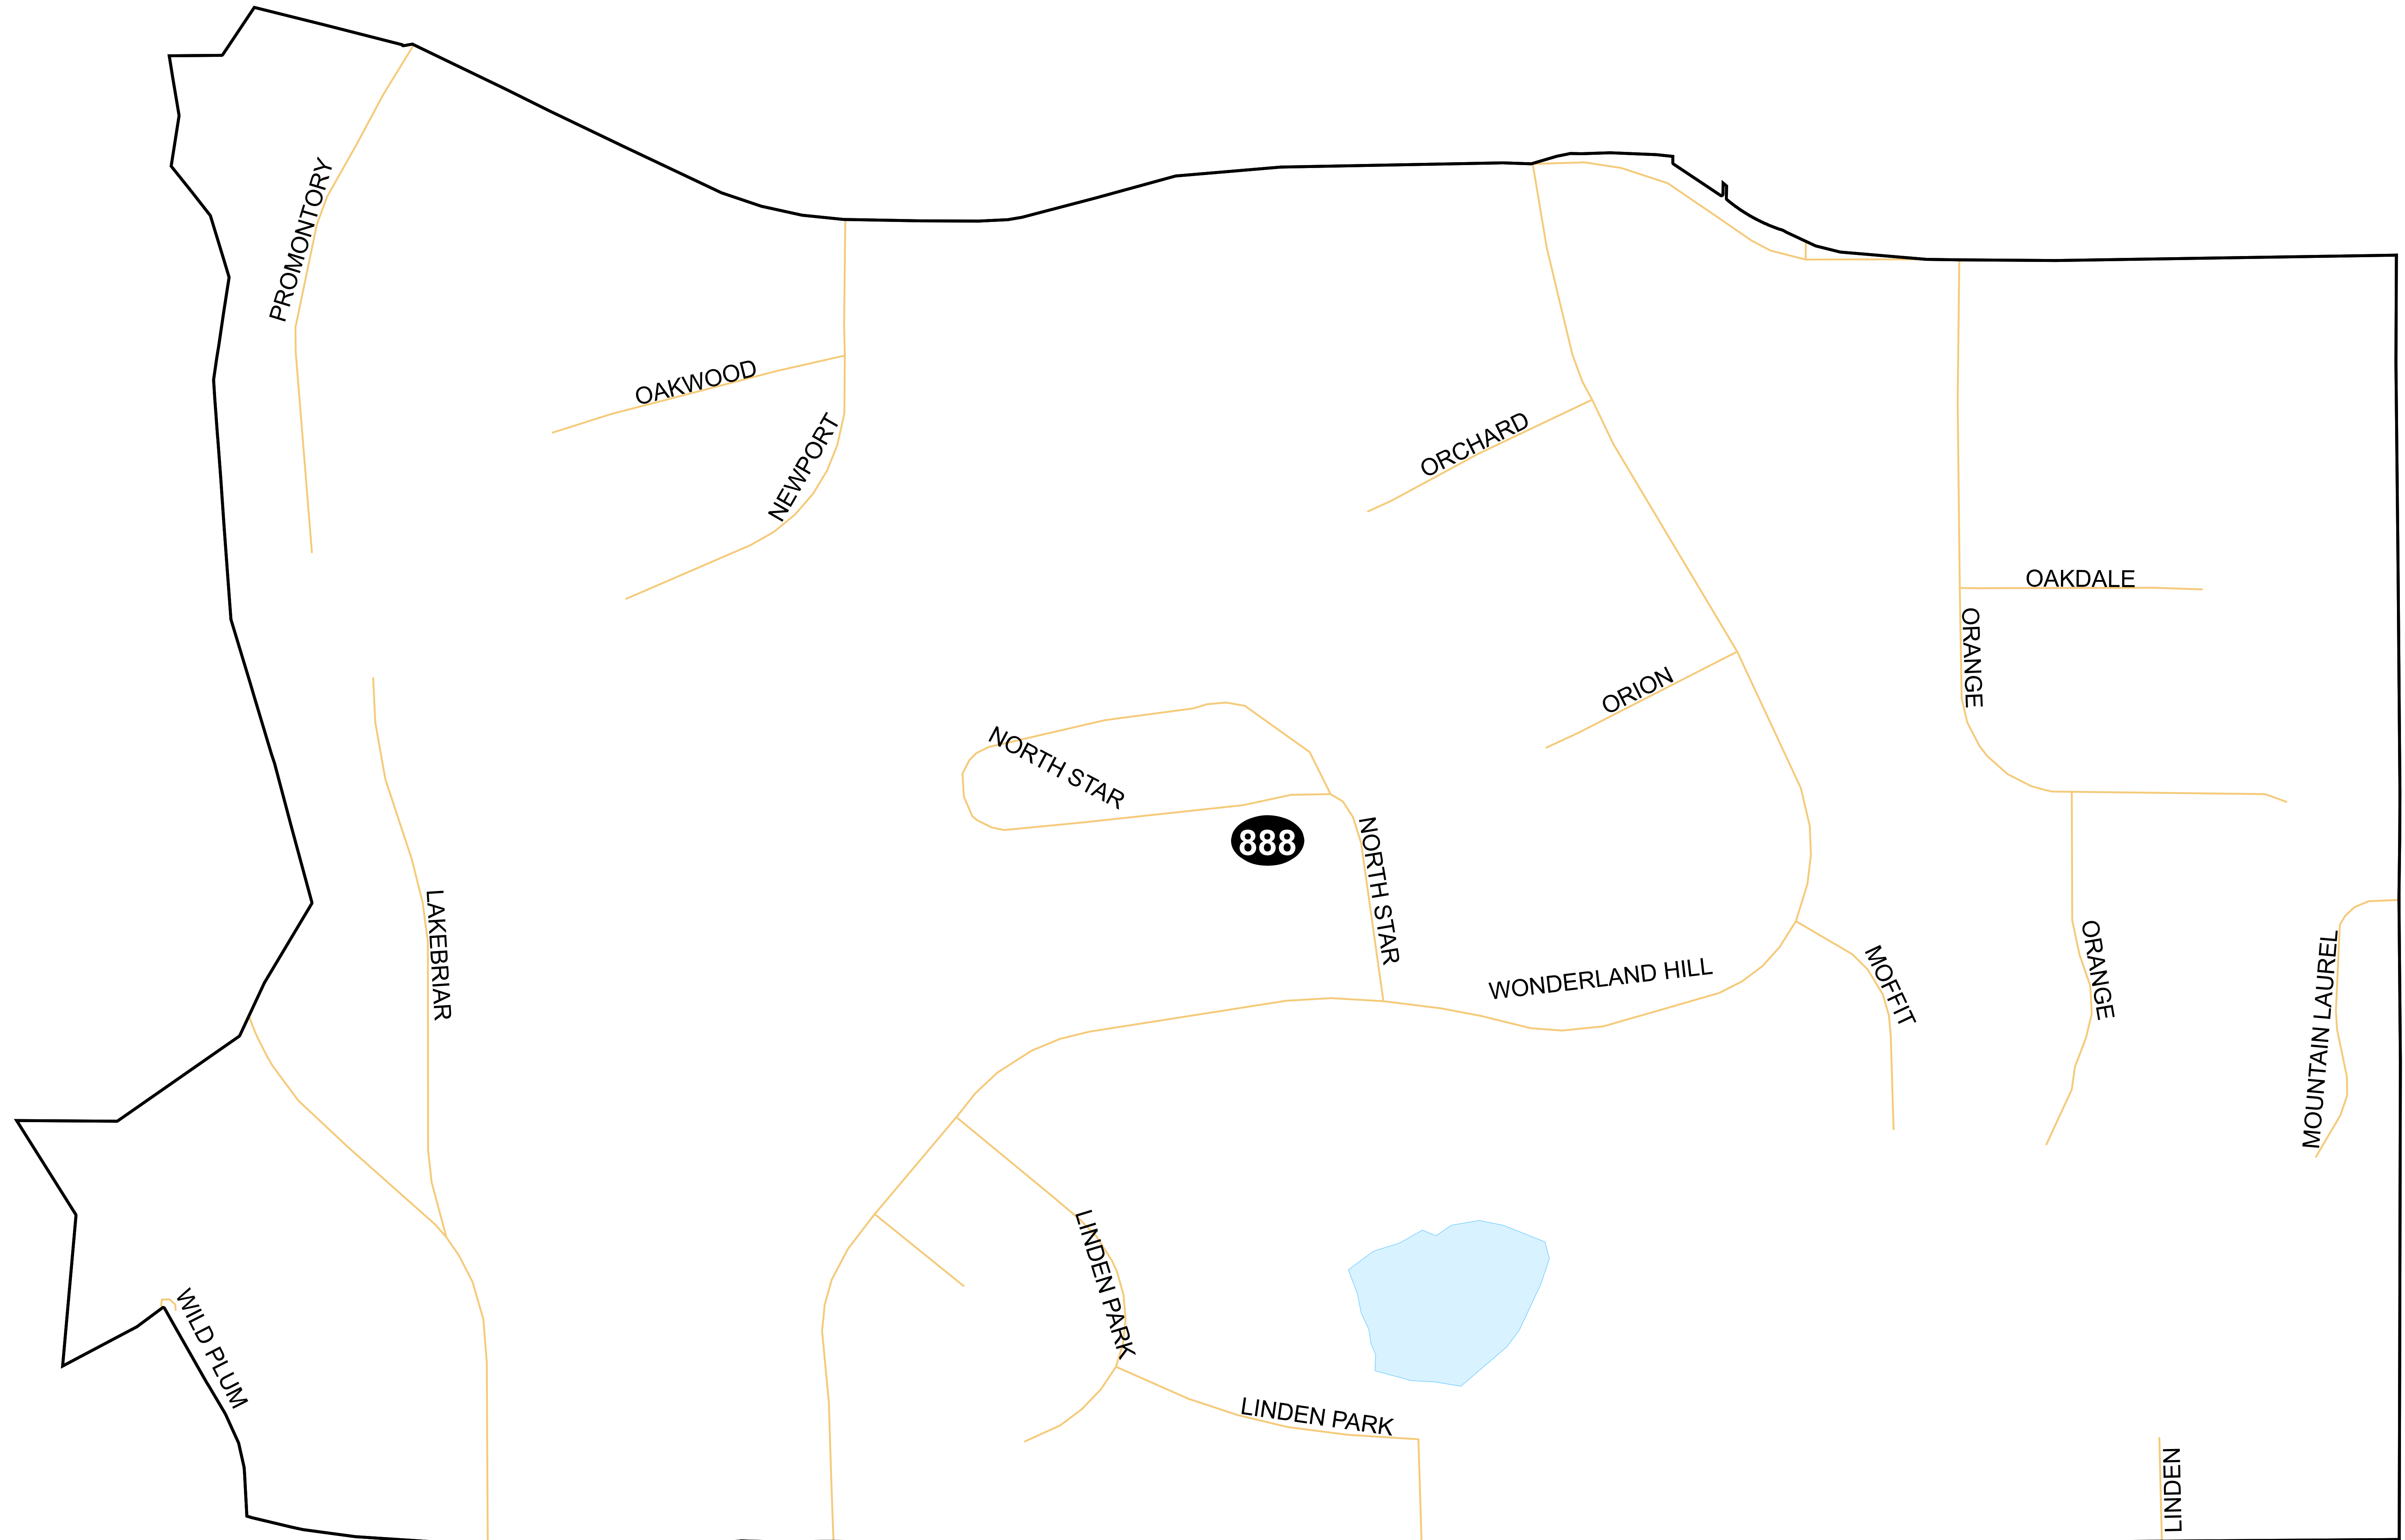 PROMONTORY
OAKWOOD
NEWPORT
ORCHARD
OAKDALE
ORANGE
ORION
NORTH STAR
888
NORTH STAR
LAKEBRIAR
WONDERLAND HILL
MOFFIT
ORANGE
MOUNTAIN LAUREL
LINDEN PARK
WILD PLUM
LINDEN PARK
LINDEN